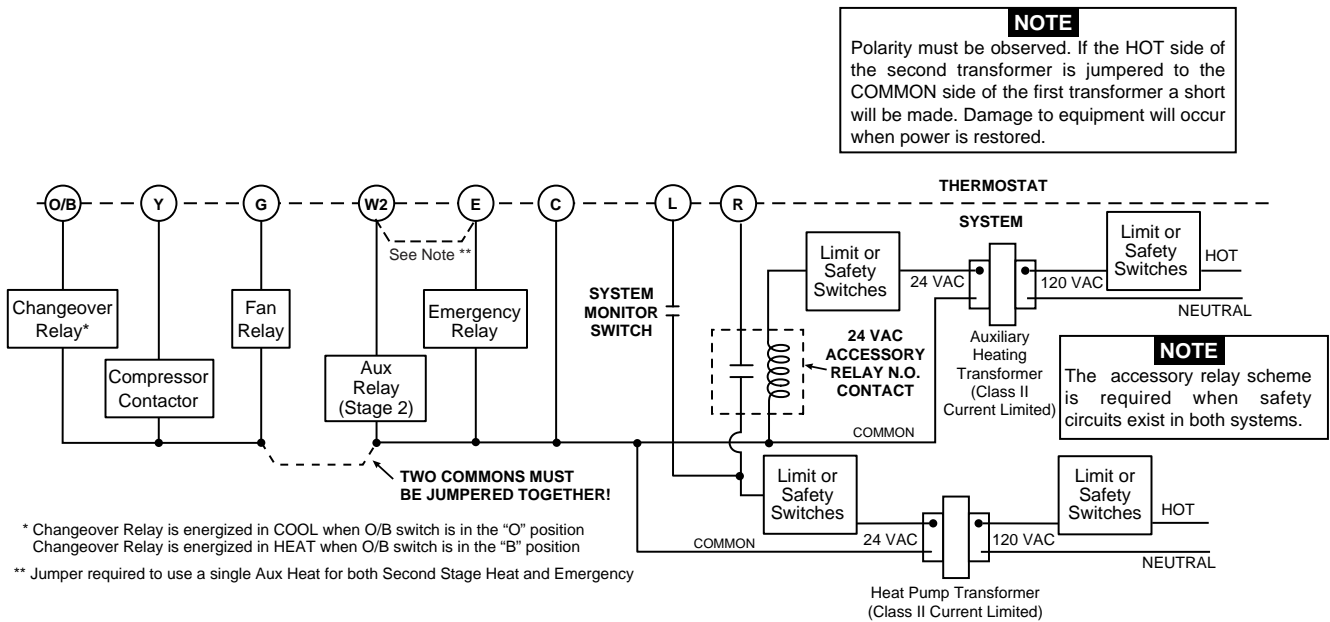 NOTE
Polarity must be observed. If the HOT side of
the second transformer is jumpered to the
COMMON side of the first transformer a short
will be made. Damage to equipment will occur
when power is restored.
THERMOSTAT
O/B
Y
G
W2
E
C
L
R
SYSTEM
See Note **
Limit or
Safety
Switches
24 VAC
120 VAC
Limit or
Safety
Switches
HOT
NEUTRAL
Changeover
Relay*
Compressor
Contactor
Fan
Relay
Aux
Relay
(Stage 2)
Emergency
Relay
SYSTEM
MONITOR
SWITCH
24 VAC
ACCESSORY
RELAY N.O.
CONTACT
Auxiliary
Heating
Transformer
(Class II
Current Limited)
NOTE
The accessory relay scheme
is required when safety
circuits exist in both systems.
COMMON
TWO COMMONS MUST
BE JUMPERED TOGETHER!
Limit or
Safety
Switches
24 VAC
120 VAC
Limit or
Safety
Switches
HOT
NEUTRAL
COMMON
Heat Pump Transformer
(Class II Current Limited)
* Changeover Relay is energized in COOL when O/B switch is in the “O” position
Changeover Relay is energized in HEAT when O/B switch is in the “B” position
** Jumper required to use a single Aux Heat for both Second Stage Heat and Emergency